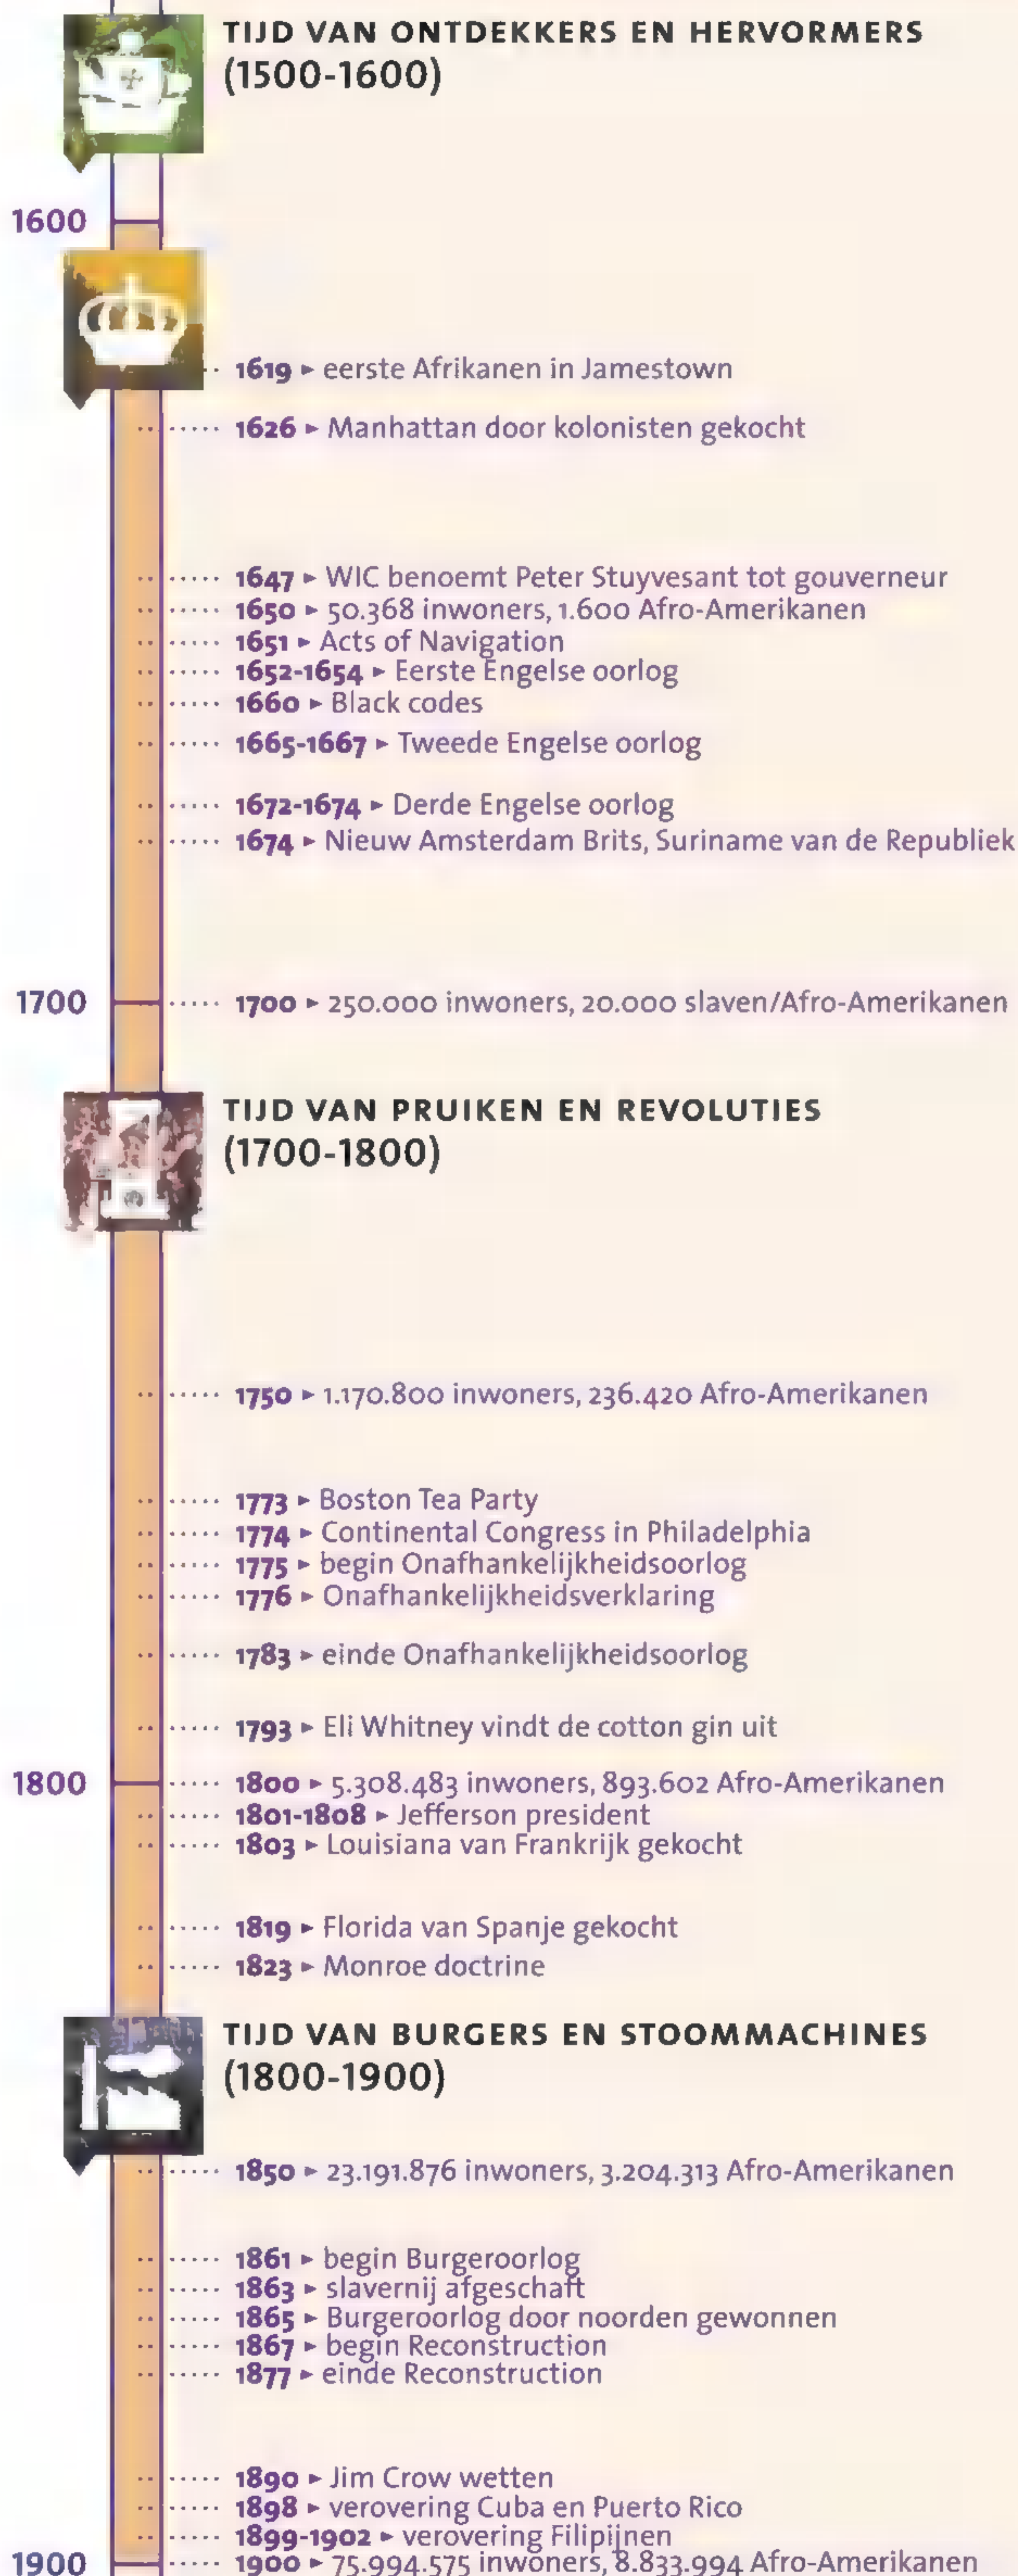 TIJD VAN ONTDEKKERS EN HERVORMERS
(1500-1600)
1600
1619 ▸ eerste Afrikanen in Jamestown
1626 ▸ Manhattan door kolonisten gekocht
1647 ▸ WIC benoemt Peter Stuyvesant tot gouverneur
1650 ▸ 50.368 inwoners, 1.600 Afro-Amerikanen
1651 ▸ Acts of Navigation
1652-1654 ▸ Eerste Engelse oorlog
1660 ▸ Black codes
1665-1667 ▸ Tweede Engelse oorlog
1672-1674 ▸ Derde Engelse oorlog
1674 ▸ Nieuw Amsterdam Brits, Suriname van de Republiek
1700
1700 ▸ 250.000 inwoners, 20.000 slaven/Afro-Amerikanen
TIJD VAN PRUIKEN EN REVOLUTIES
(1700-1800)
1750 ▸ 1.170.800 inwoners, 236.420 Afro-Amerikanen
1773 ▸ Boston Tea Party
1774 ▸ Continental Congress in Philadelphia
1775 ▸ begin Onafhankelijkheidsoorlog
1776 ▸ Onafhankelijkheidsverklaring
1783 ▸ einde Onafhankelijkheidsoorlog
1793 ▸ Eli Whitney vindt de cotton gin uit
1800
1800 ▸ 5.308.483 inwoners, 893.602 Afro-Amerikanen
1801-1808 ▸ Jefferson president
1803 ▸ Louisiana van Frankrijk gekocht
1819 ▸ Florida van Spanje gekocht
1823 ▸ Monroe doctrine
TIJD VAN BURGERS EN STOOMMACHINES
(1800-1900)
1850 ▸ 23.191.876 inwoners, 3.204.313 Afro-Amerikanen
1861 ▸ begin Burgeroorlog
1863 ▸ slavernij afgeschaft
1865 ▸ Burgeroorlog door noorden gewonnen
1867 ▸ begin Reconstruction
1877 ▸ einde Reconstruction
1890 ▸ Jim Crow wetten
1898 ▸ verovering Cuba en Puerto Rico
1899-1902 ▸ verovering Filipijnen
1900
1900 ▸ 75.994.575 inwoners, 8.833.994 Afro-Amerikanen